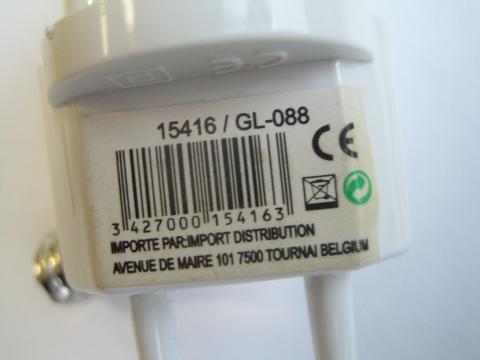 15416 / GL-088
CE
3 427000 154163
IMPORTE PAR:IMPORT DISTRIBUTION
AVENUE DE MAIRE 101 7500 TOURNAI BELGIUM